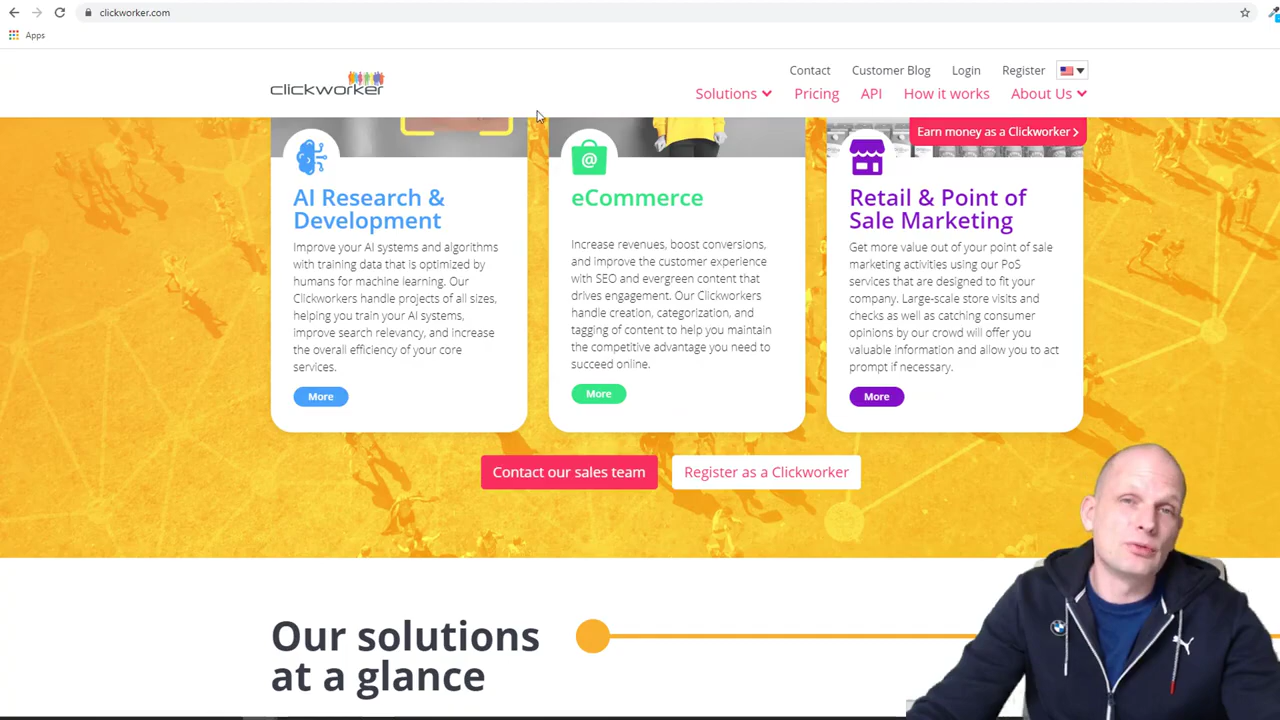 clickworker.com
Apps
clickworker
Contact
Customer Blog
Login
Register
Solutions
Pricing
API
How it works
About Us
Earn money as a Clickworker
AI Research &
Development
Improve your AI systems and algorithms
with training data that is optimized by
humans for machine learning. Our
Clickworkers handle projects of all sizes,
helping you train your AI systems,
improve search relevancy, and increase
the overall efficiency of your core
services.
More
@
eCommerce
Increase revenues, boost conversions,
and improve the customer experience
with SEO and evergreen content that
drives engagement. Our Clickworkers
handle creation, categorization, and
tagging of content to help you maintain
the competitive advantage you need to
succeed online.
More
Retail & Point of
Sale Marketing
Get more value out of your point of sale
marketing activities using our PoS
services that are designed to fit your
company. Large-scale store visits and
checks as well as catching consumer
opinions by our crowd will offer you
valuable information and allow you to act
prompt if necessary.
More
Contact our sales team
Register as a Clickworker
Our solutions
at a glance